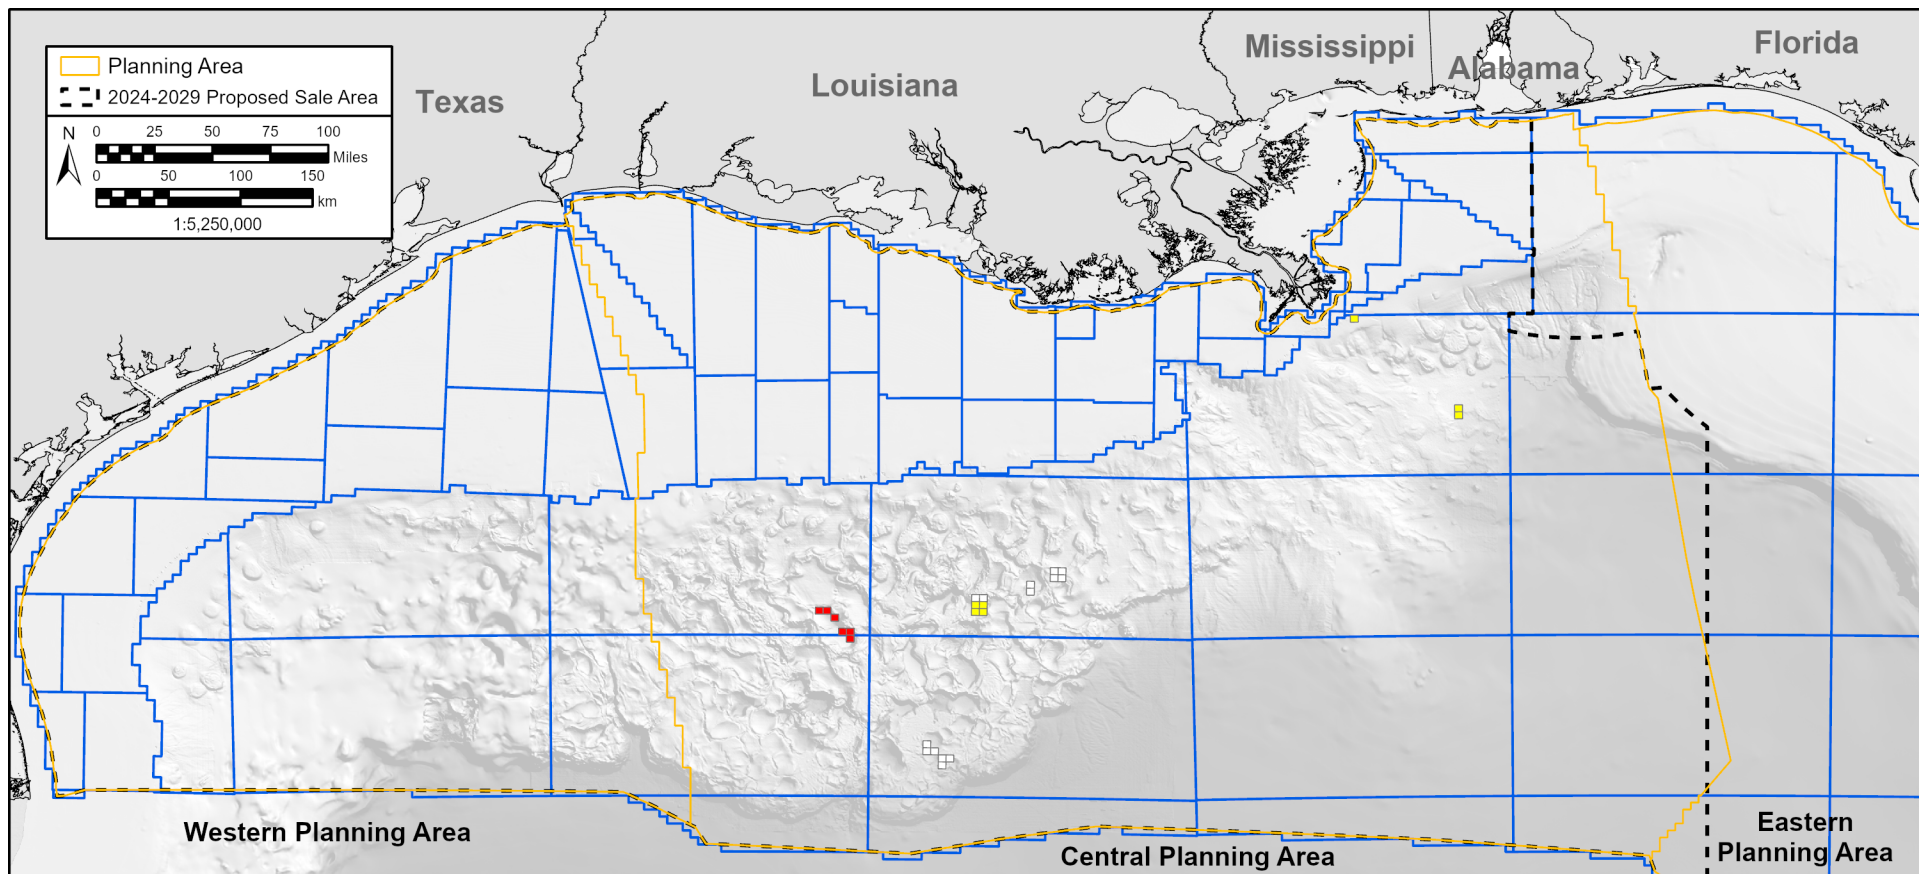 Mississippi
Florida
Alabama
Louisiana
Texas
Planning Area
2024-2029 Proposed Sale Area
N
0 25 50 75 100
Miles
0 50 100 150
km
1:5,250,000
Western Planning Area
Central Planning Area
Eastern
Planning Area